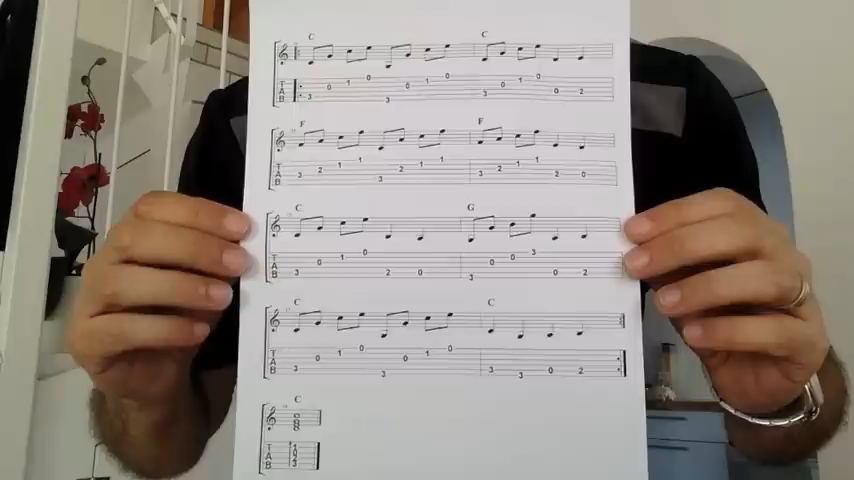 C C
T A B 3 0 1 0 3 0 1 0 3 0 1 0 0 2
F F
3 2 1 1 3 2 1 1 3 2 1 1 2 0
C G
3 0 1 0 2 0 3 0 0 3 0 2
C C
T A B 3 0 1 0 3 0 1 0 3 3 0 2
C
T A B 1 0 2 3